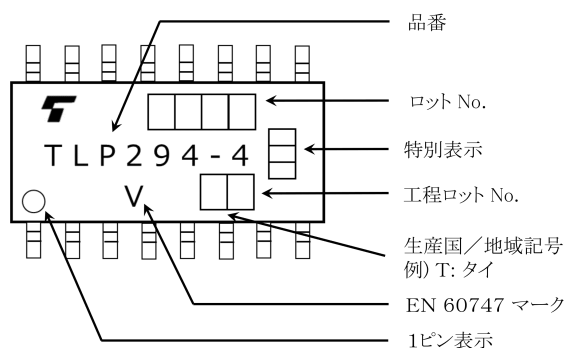 品番
ロット No.
特別表示
TLP294-4
工程ロット No.
V
生産国／地域記号
例) T: タイ
EN 60747 マーク
1ピン表示